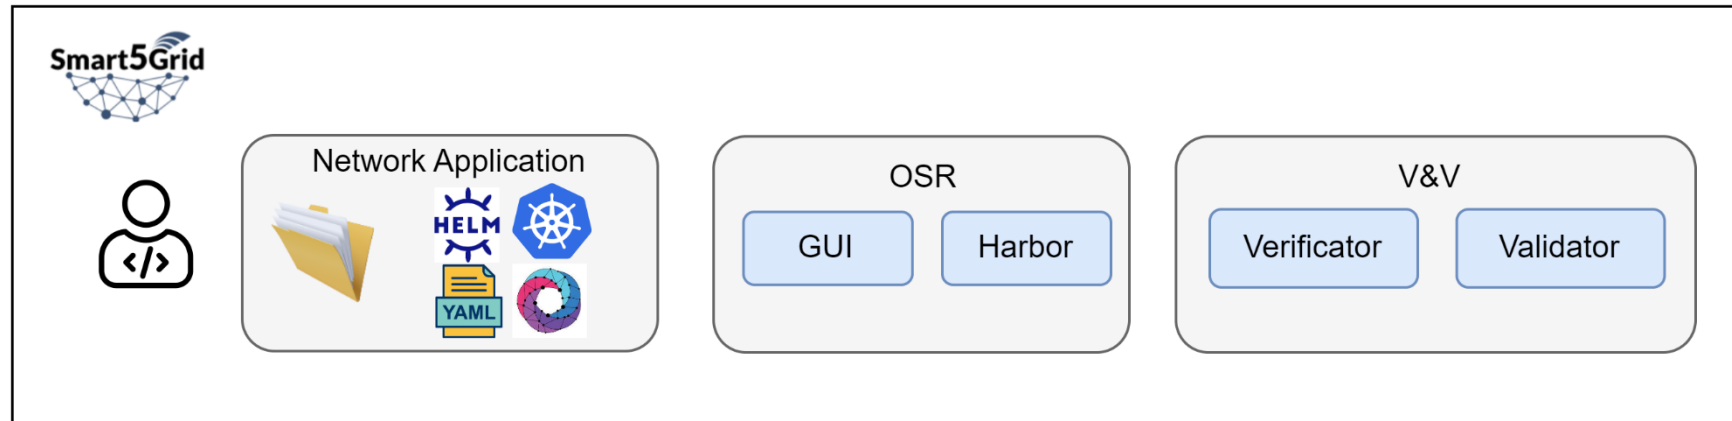 Smart5Grid
Network Application
HELM
YAML
</>
OSR
GUI
Harbor
V&V
Verificator
Validator